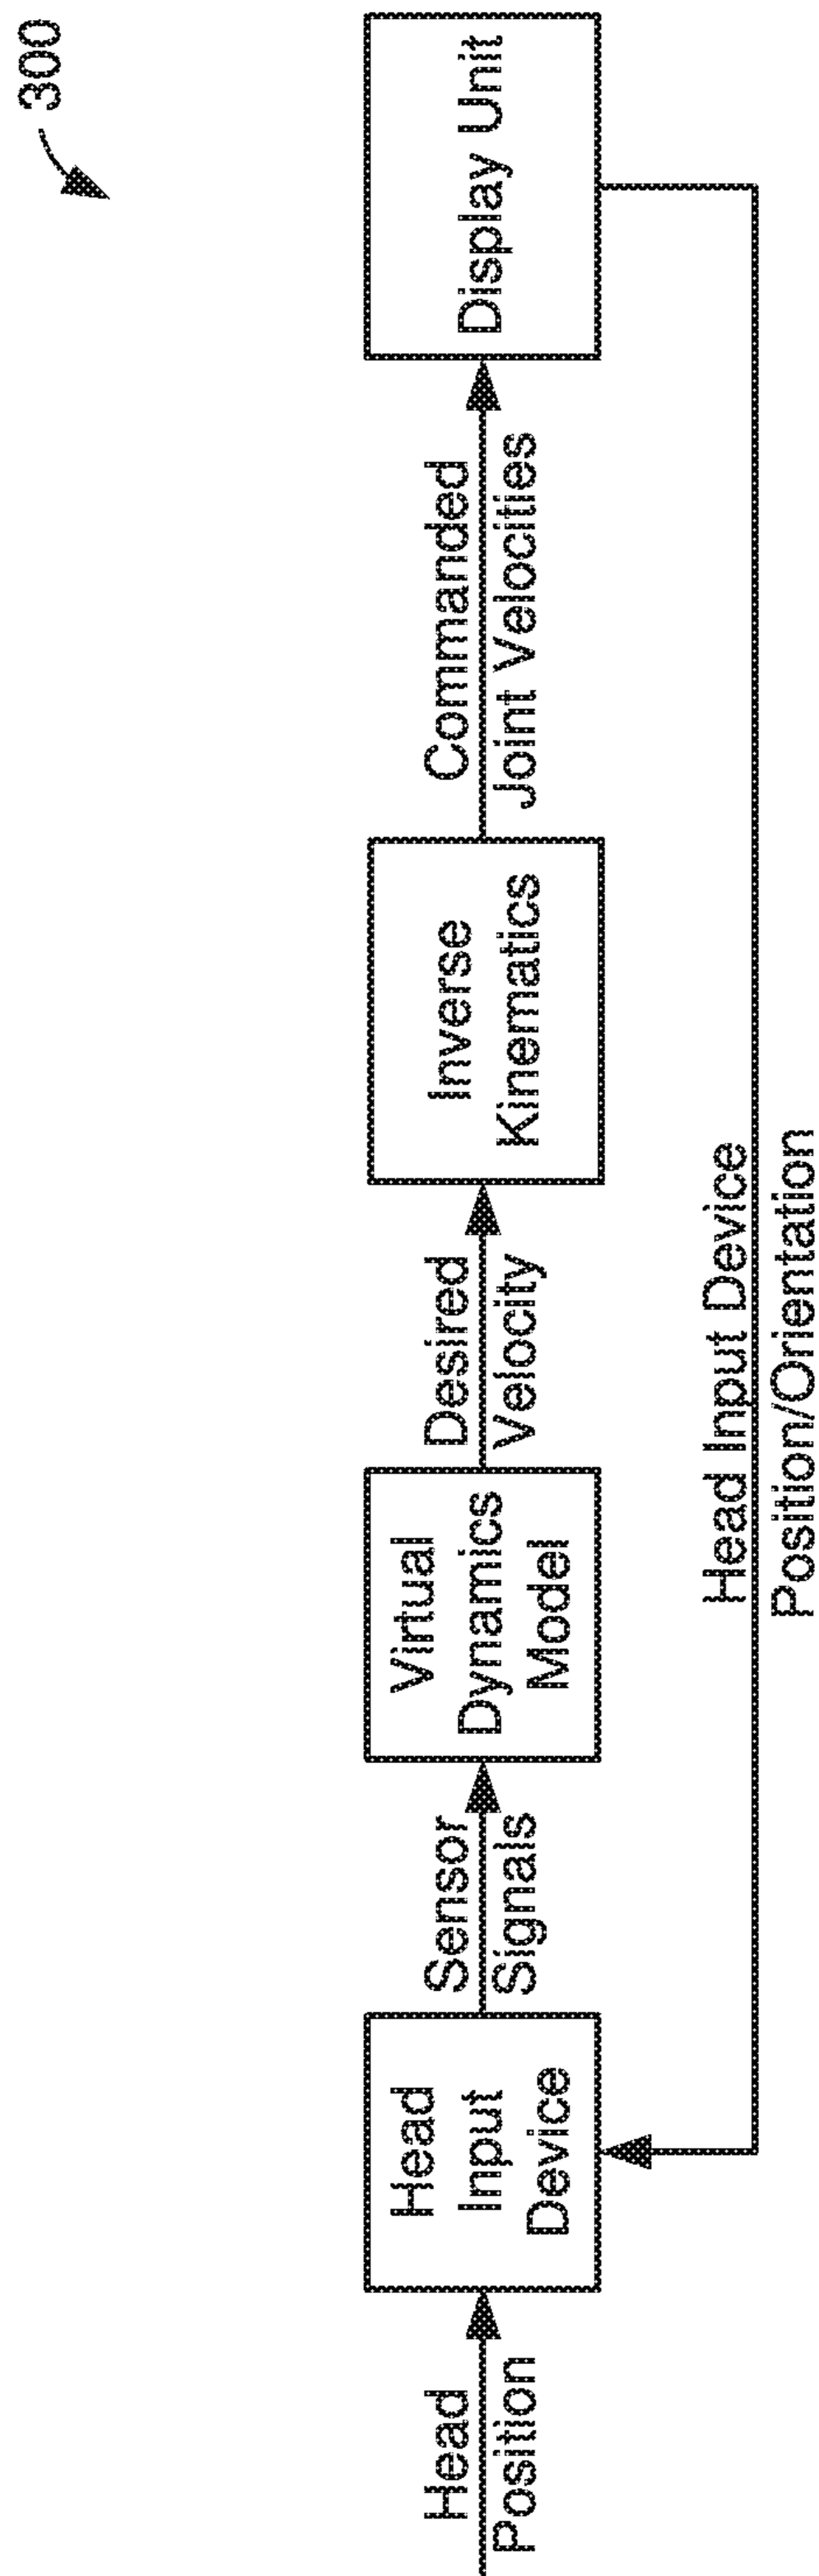 300
Head
Position
Head
Input
Device
Sensor
Signals
Virtual
Dynamics
Model
Desired
Velocity
Inverse
Kinematics
Commanded
Joint Velocities
Display Unit
Head Input Device
Position/Orientation